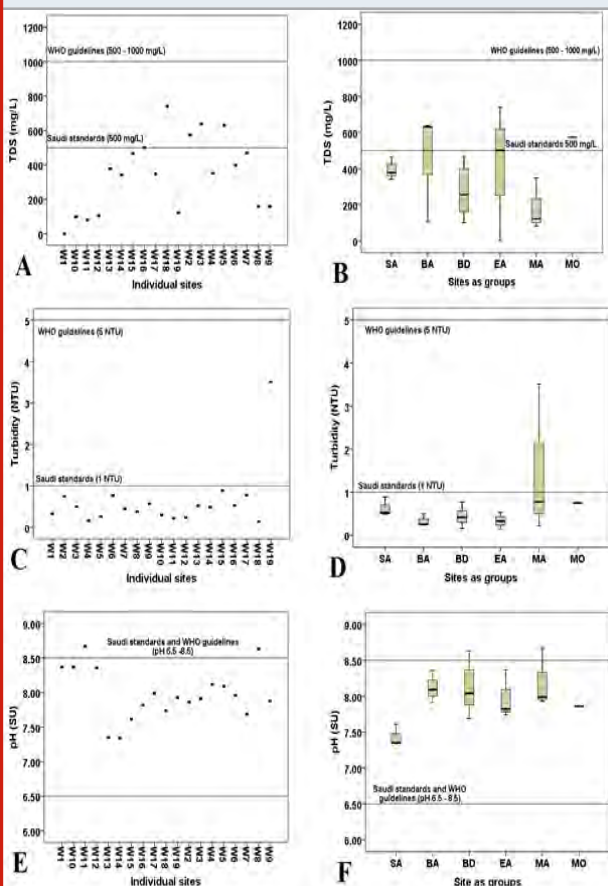 1200
WHO guidelines (500 - 1000 mg/L)
1000
800
600
Saudi standards (500 mg/L)
400
200
0
TDS (mg/L)
W1 W10 W11 W12 W13 W14 W15 W16 W17 W18 W19 W2 W3 W4 W5 W6 W7 W8 W9
Individual sites
A
1200
WHO guidelines (500 - 1000 mg/L)
1000
800
600
Saudi standards 500 mg/L
400
200
0
TDS (mg/L)
SA BA BD EA MA MO
Sites as groups
B
5
WHO guidelines (5 NTU)
4
3
2
Saudi standards (1 NTU)
1
0
Turbidity (NTU)
W1 W2 W3 W4 W5 W6 W7 W8 W9 W10 W11 W12 W13 W14 W15 W16 W17 W18 W19
Individual sites
C
5
WHO guidelines (5 NTU)
4
3
2
Saudi standards (1 NTU)
1
0
Turbidity (NTU)
SA BA BD EA MA MO
Sites as groups
D
9.00
Saudi standards and WHO guidelines
(pH 6.5 -8.5)
8.50
8.00
7.50
7.00
6.50
6.00
pH (SU)
W1 W10 W11 W12 W13 W14 W15 W16 W17 W18 W19 W2 W3 W4 W5 W6 W7 W8 W9
Individual sites
E
9.00
8.50
8.00
7.50
7.00
Saudi standards and WHO
guidelines (pH 6.5 - 8.5)
6.50
6.00
pH (SU)
SA BA BD EA MA MO
Sites as groups
F